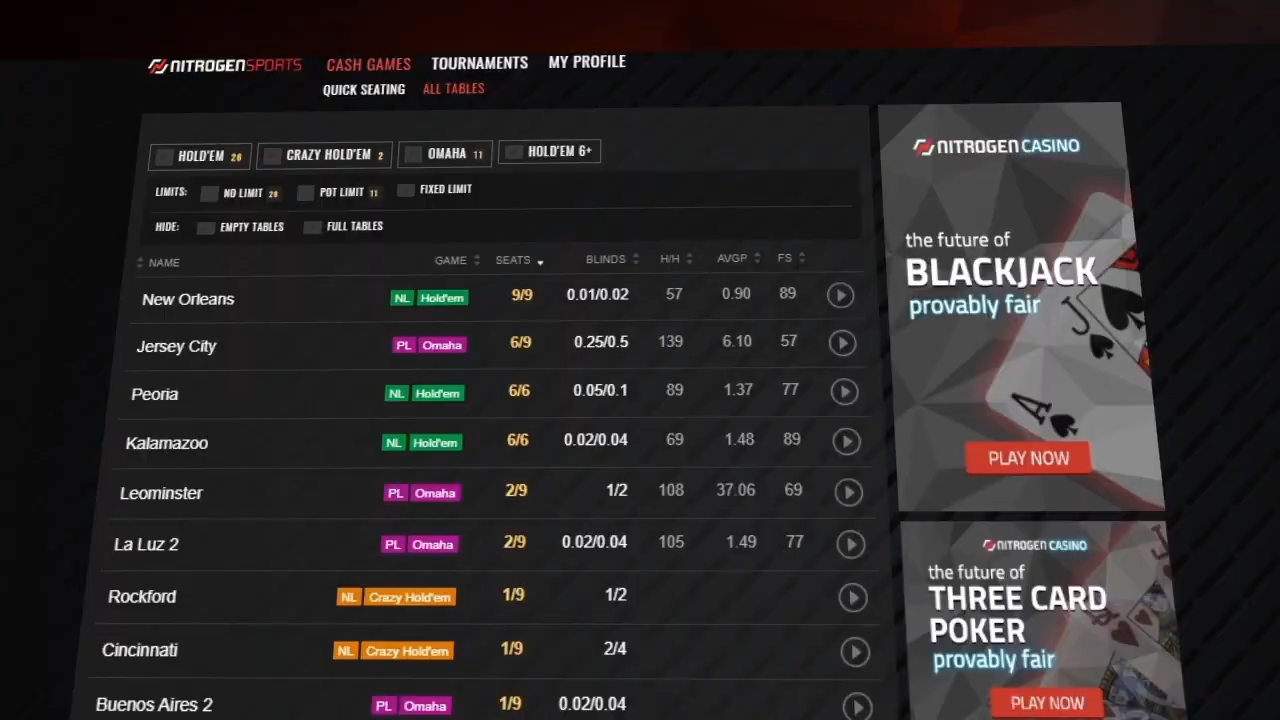 NITROGENSPORTS CASH GAMES TOURNAMENTS MY PROFILE
QUICK SEATING ALL TABLES
HOLD'EM 26 CRAZY HOLD'EM 2 OMAHA 11 HOLD'EM 6+
LIMITS: NO LIMIT 28 POT LIMIT 11 FIXED LIMIT
HIDE: EMPTY TABLES FULL TABLES
NAME GAME SEATS BLINDS H/H AVGP FS
New Orleans NL Hold'em 9/9 0.01/0.02 57 0.90 89
Jersey City PL Omaha 6/9 0.25/0.5 139 6.10 57
Peoria NL Hold'em 6/6 0.05/0.1 89 1.37 77
Kalamazoo NL Hold'em 6/6 0.02/0.04 69 1.48 89
Leominster PL Omaha 2/9 1/2 108 37.06 69
La Luz 2 PL Omaha 2/9 0.02/0.04 105 1.49 77
Rockford NL Crazy Hold'em 1/9 1/2
Cincinnati NL Crazy Hold'em 1/9 2/4
Buenos Aires 2 PL Omaha 1/9 0.02/0.04
NITROGEN CASINO
the future of
BLACKJACK
provably fair
J
A
PLAY NOW
NITROGEN CASINO
the future of
THREE CARD
POKER
provably fair
PLAY NOW